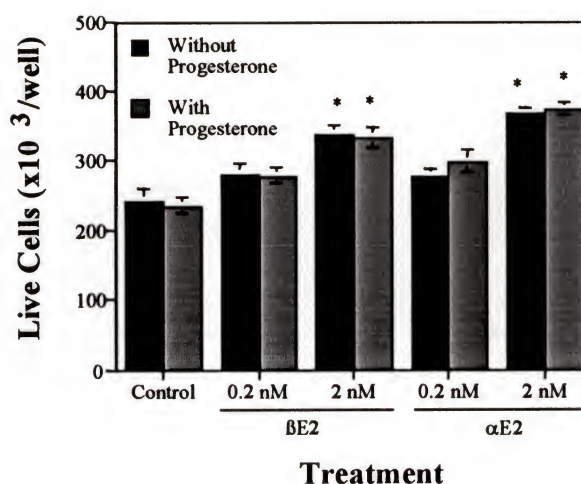 500
400
300
200
100
0
Live Cells (x10 3/well)
Without
Progesterone
With
Progesterone
* *
* *
Control 0.2 nM 2 nM 0.2 nM 2 nM
ßE2 αE2
Treatment